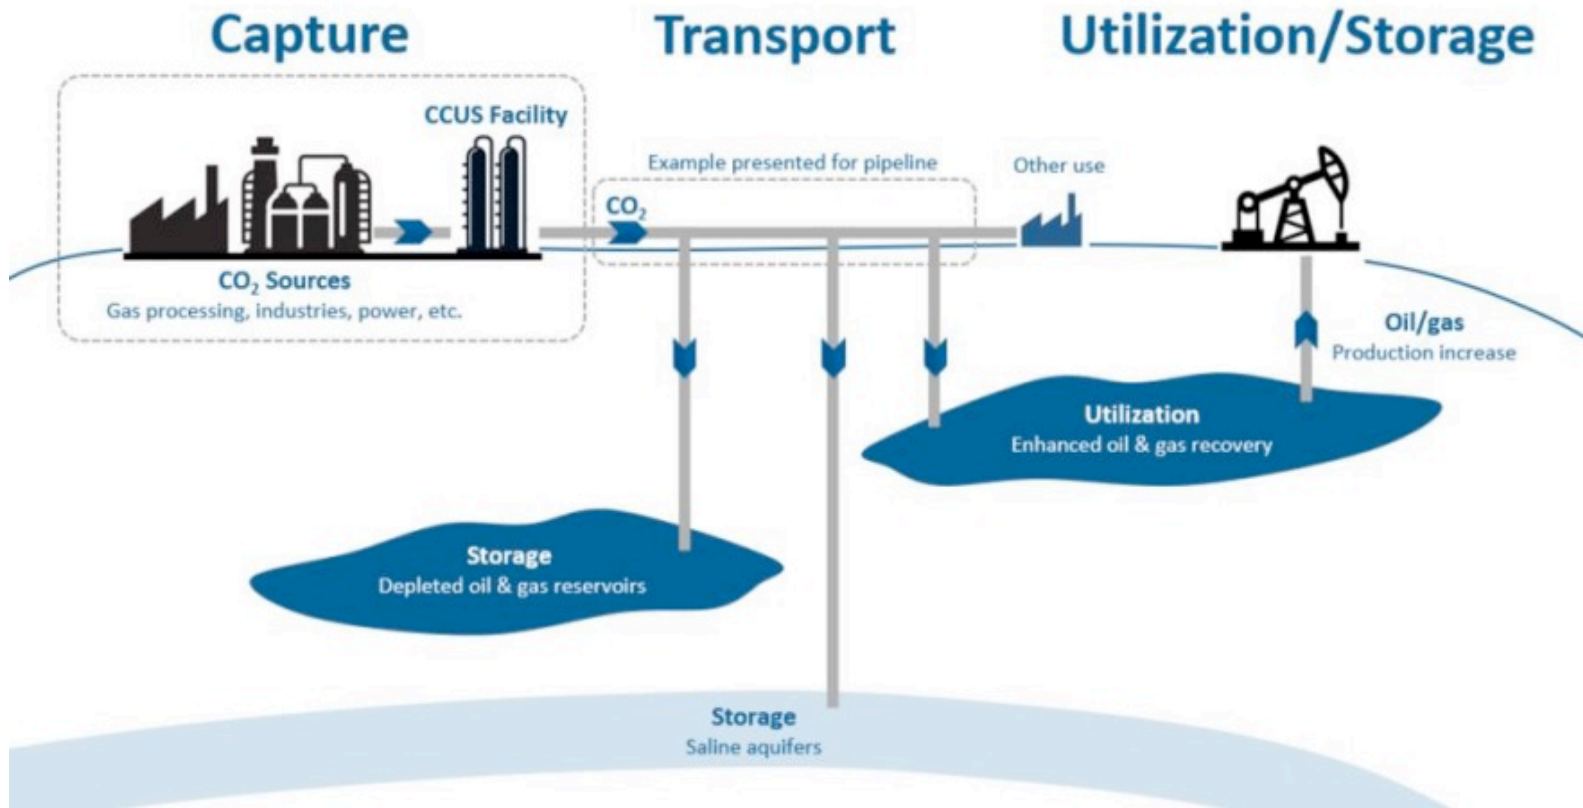 Capture
Transport
Utilization/Storage
CCUS Facility
Example presented for pipeline
Other use
CO₂
CO₂ Sources
Gas processing, industries, power, etc.
Oil/gas
Production increase
Utilization
Enhanced oil & gas recovery
Storage
Depleted oil & gas reservoirs
Storage
Saline aquifers